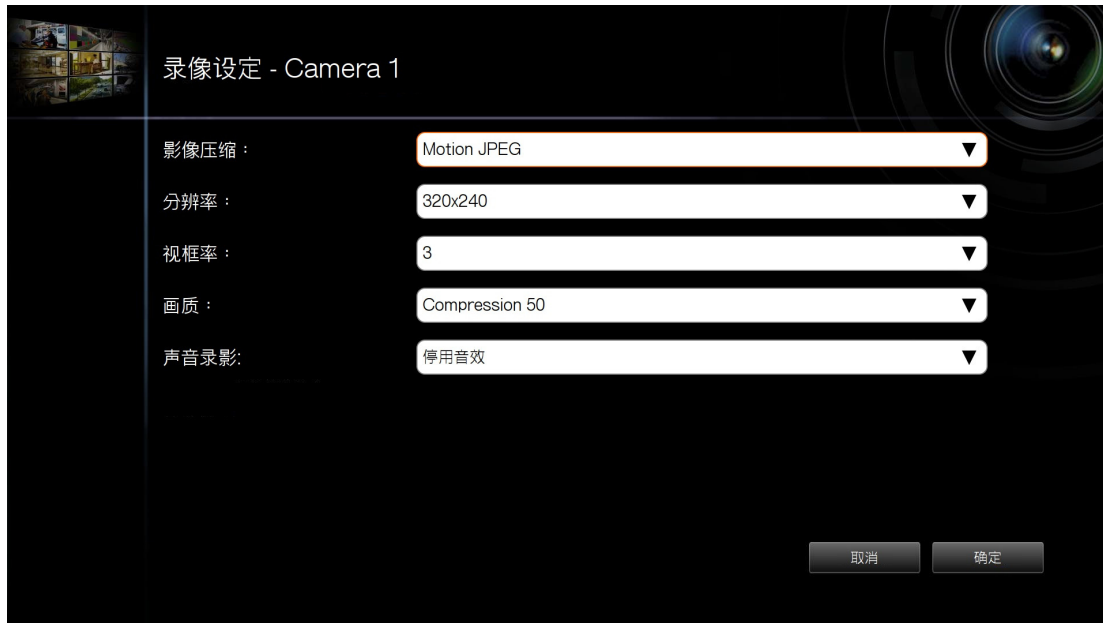 录像设定 - Camera 1
影像压缩：
Motion JPEG
分辨率：
320x240
视框率：
3
画质：
Compression 50
声音录影:
停用音效
取消
确定